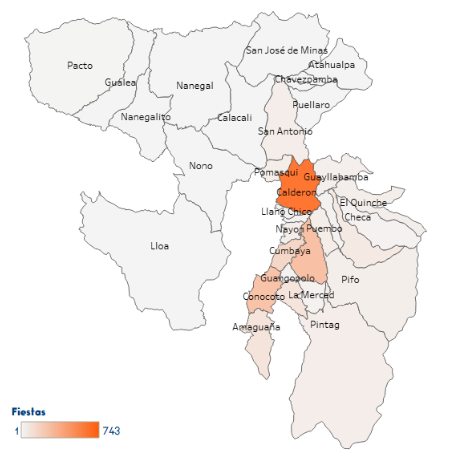 San José de Minas
Pacto
Atahualpa
Gualea
Nanegal
Chavezpamba
Puellaro
Nanegalito
Calacali
San Antonio
Nono
Pomasqui
Guayllabamba
Calderon
El Quinche
Llano Chico
Checa
Nayon
Puembo
Lloa
Cumbaya
Guangopolo
Pifo
Conocoto
La Merced
Amaguaña
Pintag
Fiestas
1
743